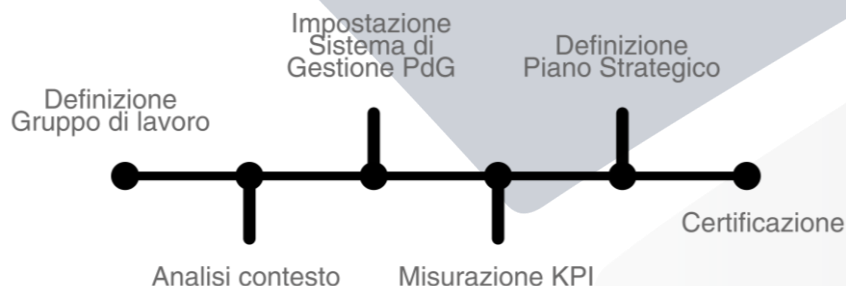 Definizione
Gruppo di lavoro
Analisi contesto
Impostazione
Sistema di
Gestione PdG
Misurazione KPI
Definizione
Piano Strategico
Certificazione